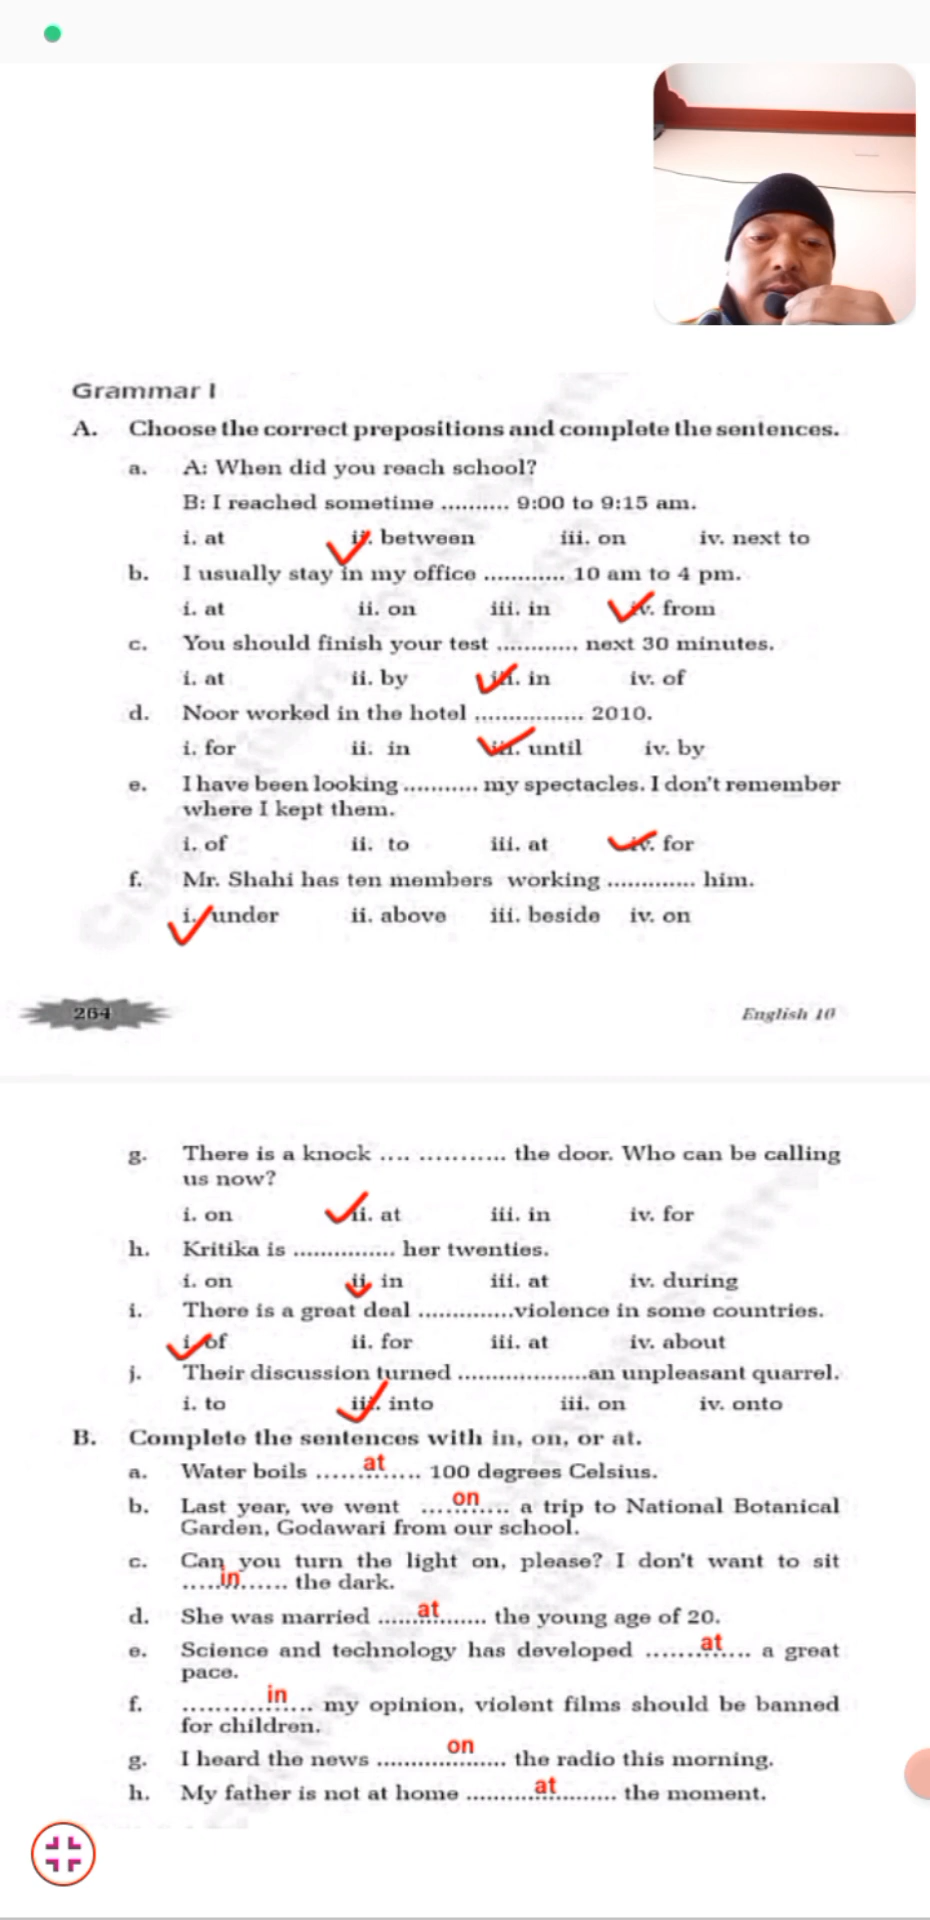 Grammar I
A. Choose the correct prepositions and complete the sentences.
a. A: When did you reach school?
B: I reached sometime .......... 9:00 to 9:15 am.
i. at ii. between iii. on iv. next to
b. I usually stay in my office ............ 10 am to 4 pm.
i. at ii. on iii. in iv. from
c. You should finish your test ............ next 30 minutes.
i. at ii. by iii. in iv. of
d. Noor worked in the hotel ................ 2010.
i. for ii. in iii. until iv. by
e. I have been looking ........... my spectacles. I don't remember
where I kept them.
i. of ii. to iii. at iv. for
f. Mr. Shahi has ten members working ............. him.
i. under ii. above iii. beside iv. on
264 English 10
g. There is a knock .... ............. the door. Who can be calling
us now?
i. on ii. at iii. in iv. for
h. Kritika is ............... her twenties.
i. on ii. in iii. at iv. during
i. There is a great deal ..............violence in some countries.
i. of ii. for iii. at iv. about
j. Their discussion turned ...................an unpleasant quarrel.
i. to ii. into iii. on iv. onto
B. Complete the sentences with in, on, or at.
a. Water boils .......at....... 100 degrees Celsius.
b. Last year, we went .....on..... a trip to National Botanical
Garden, Godawari from our school.
c. Can you turn the light on, please? I don't want to sit
.....in...... the dark.
d. She was married ......at........ the young age of 20.
e. Science and technology has developed ........at..... a great
pace.
f. ............in..... my opinion, violent films should be banned
for children.
g. I heard the news ..........on....... the radio this morning.
h. My father is not at home ..........at......... the moment.